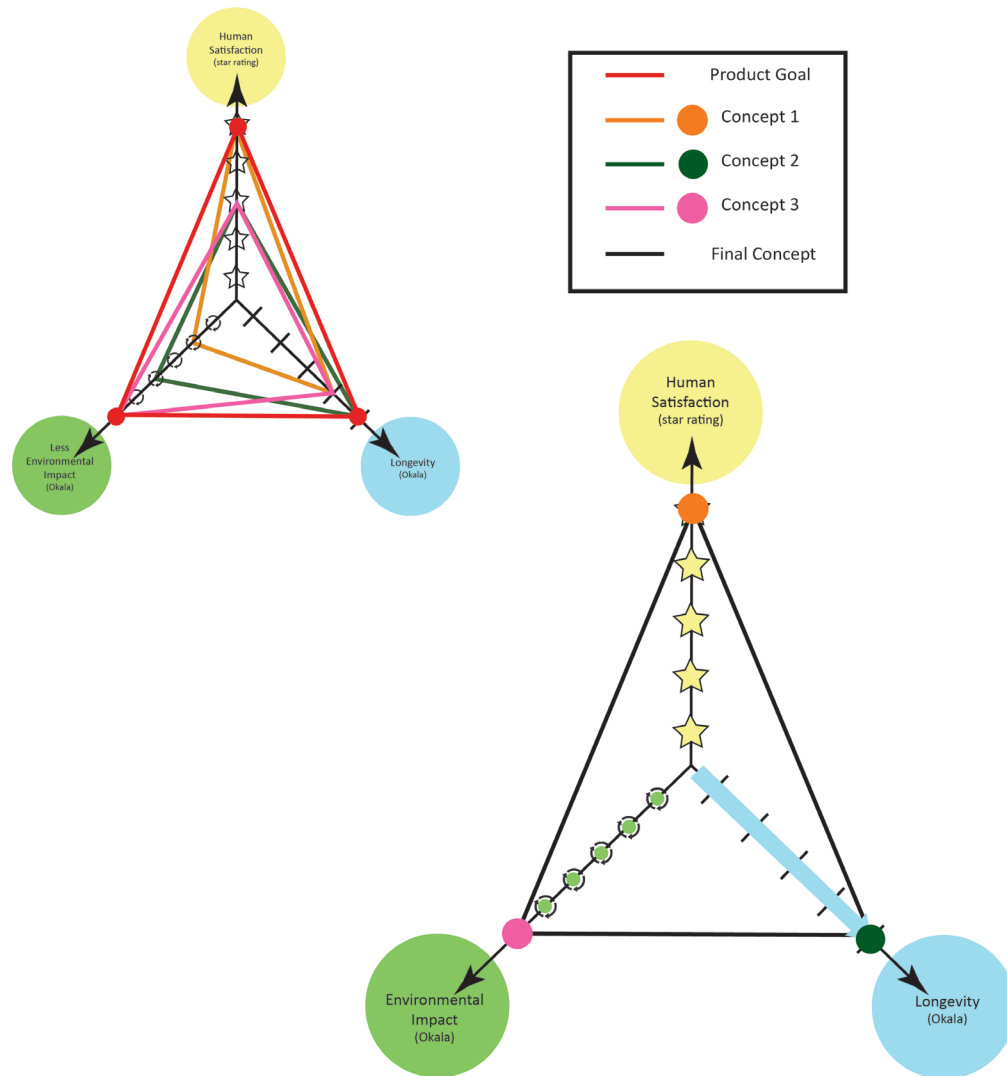 Human
Satisfaction
(star rating)
Less
Environmental
Impact
(Okala)
Longevity
(Okala)
Product Goal
Concept 1
Concept 2
Concept 3
Final Concept
Human
Satisfaction
(star rating)
Environmental
Impact
(Okala)
Longevity
(Okala)